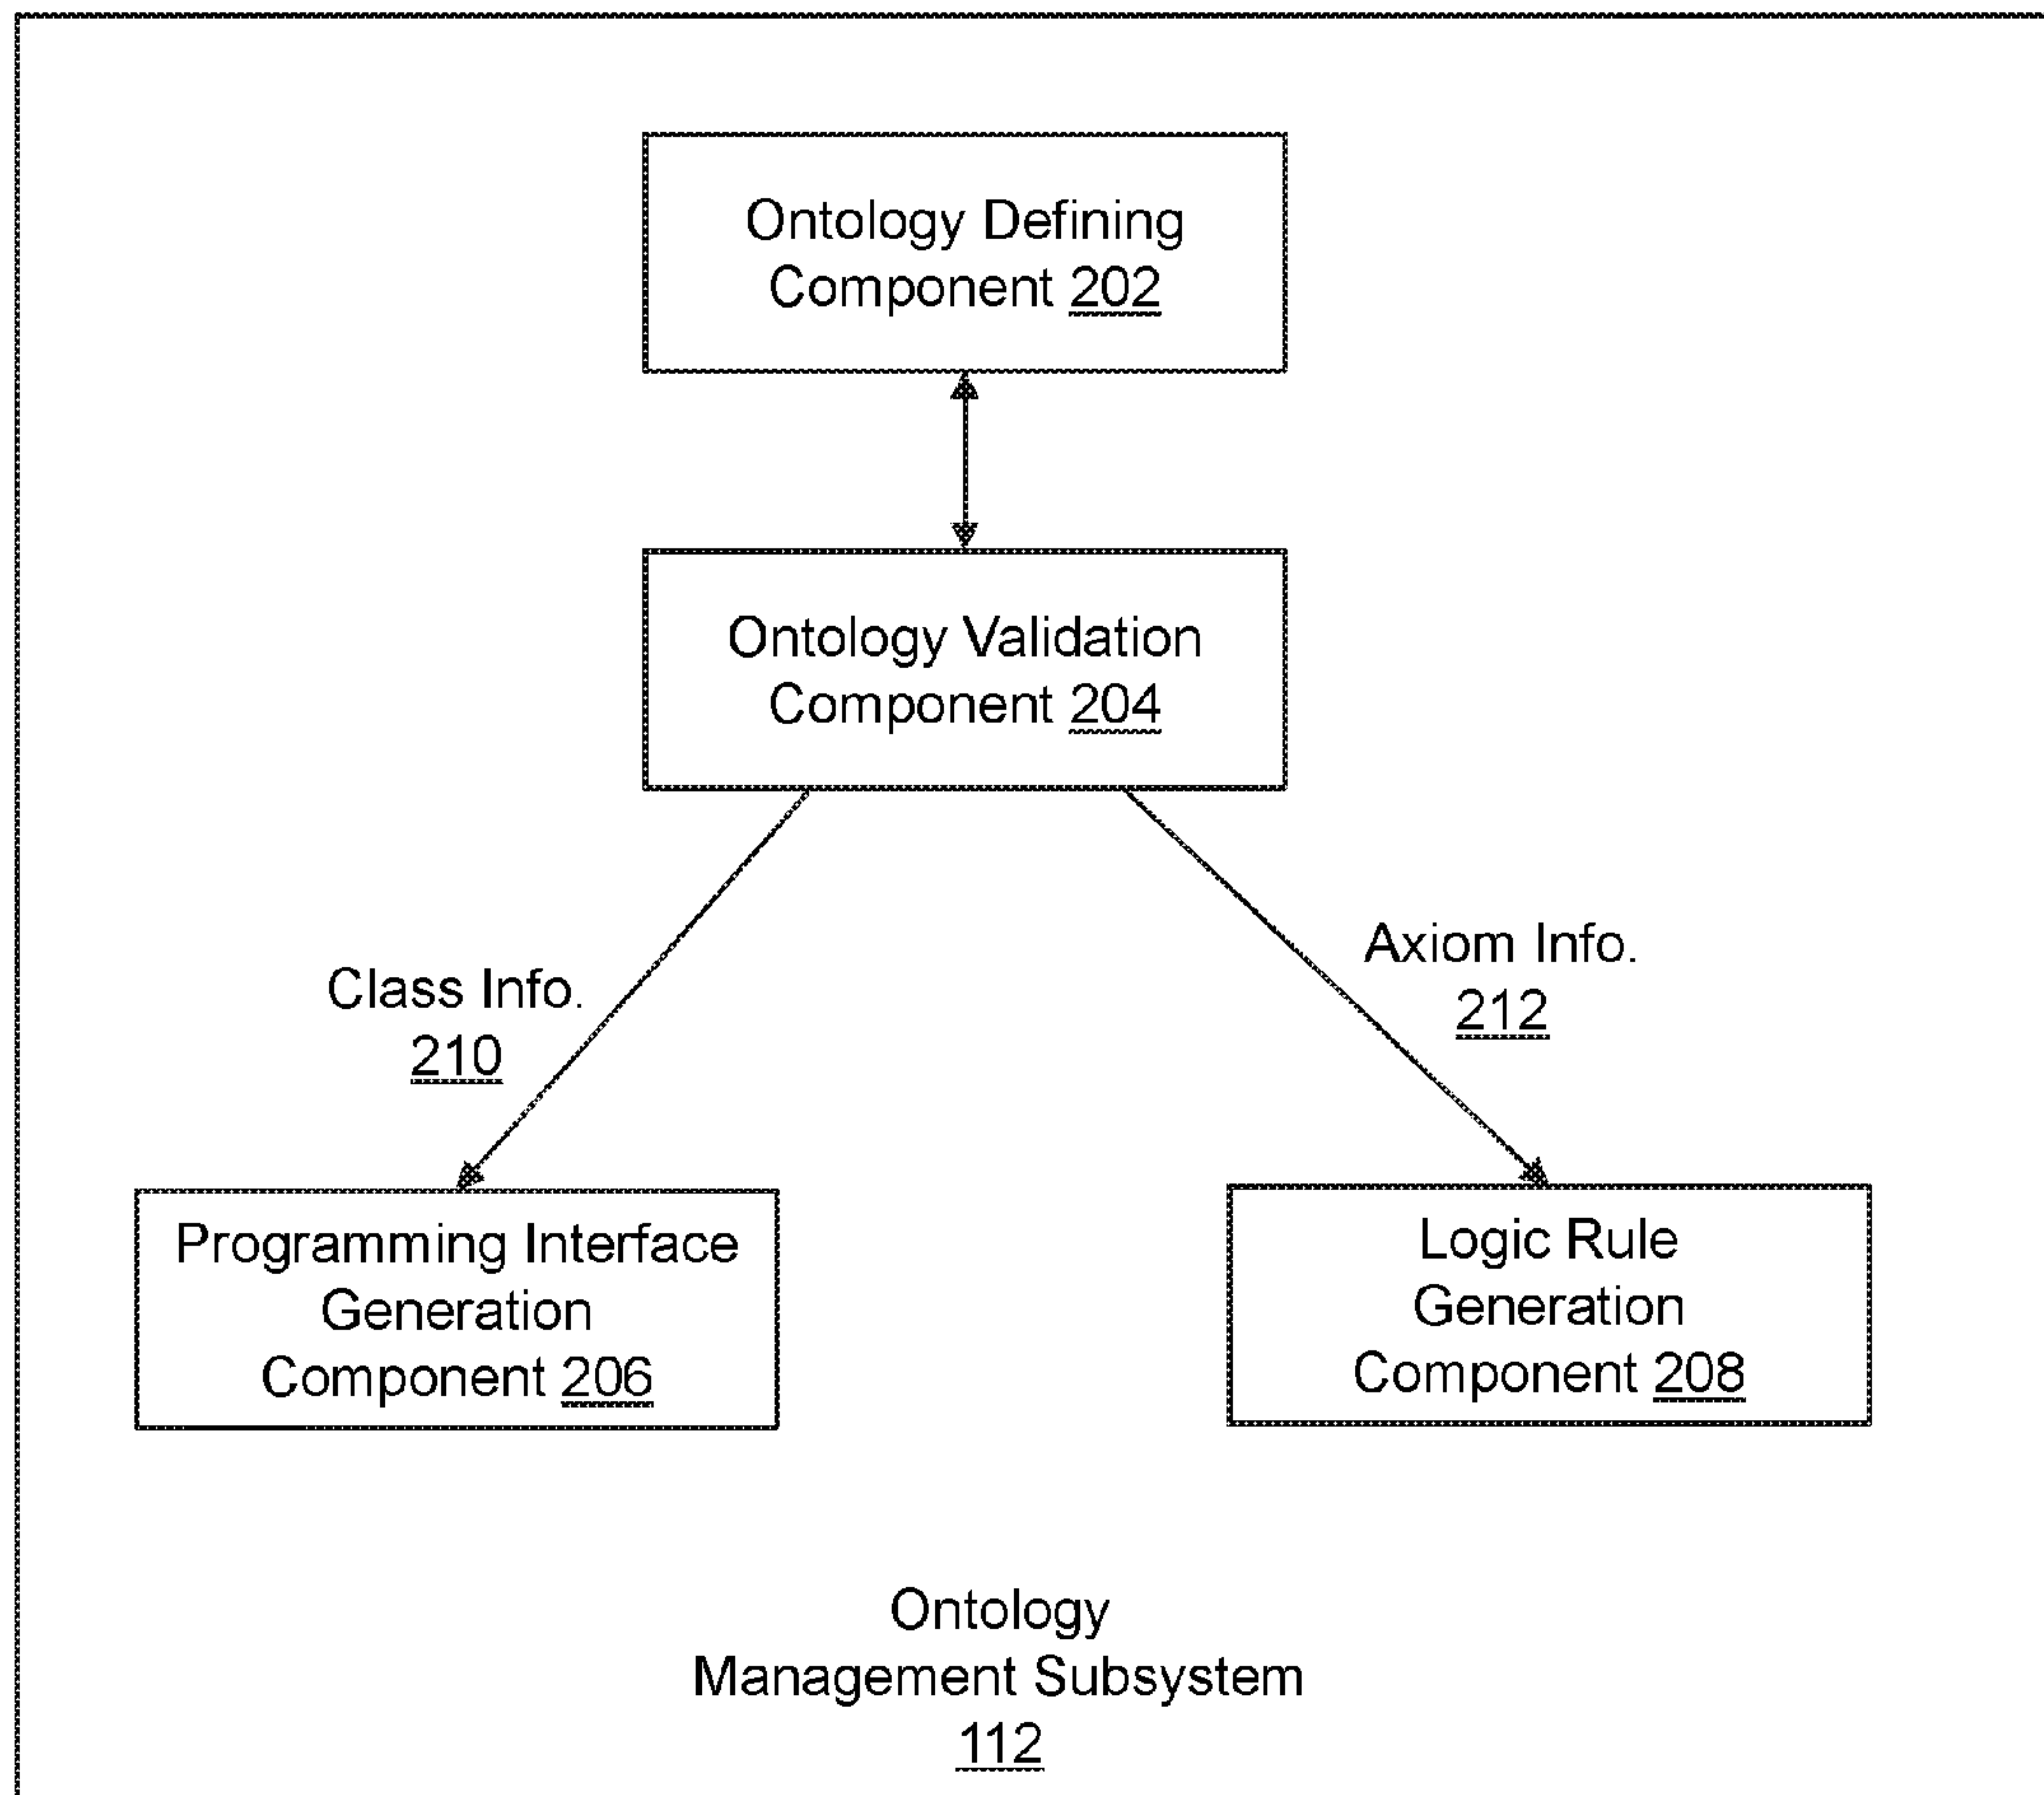 Ontology Defining
Component 202
Ontology Validation
Component 204
Class Info.
210
Axiom Info.
212
Programming Interface
Generation
Component 206
Logic Rule
Generation
Component 208
Ontology
Management Subsystem
112